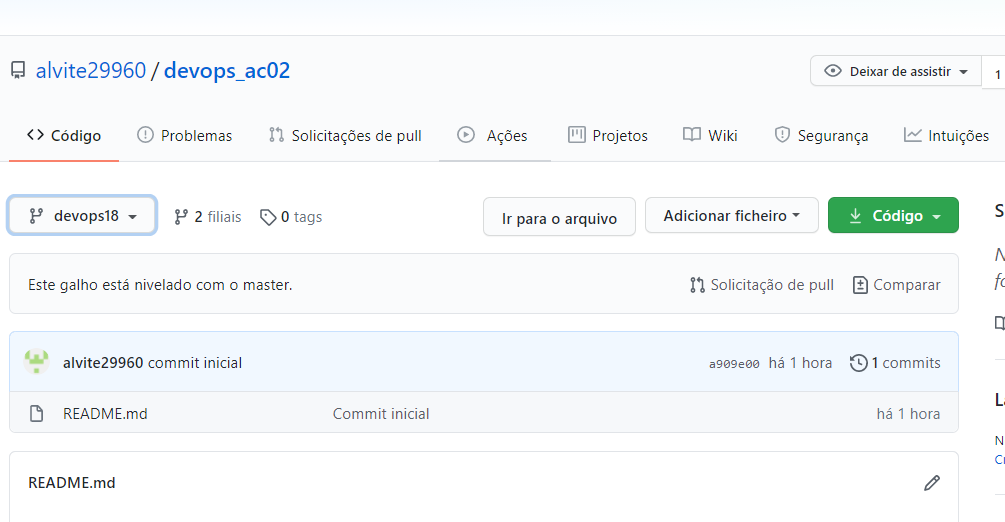 alvite29960 / devops_ac02
Deixar de assistir
1
Código
Problemas
Solicitações de pull
Ações
Projetos
Wiki
Segurança
Intuições
devops18
2 filiais
0 tags
Ir para o arquivo
Adicionar ficheiro
Código
Este galho está nivelado com o master.
Solicitação de pull
Comparar
alvite29960 commit inicial
a909e00 há 1 hora
1 commits
README.md
Commit inicial
há 1 hora
README.md